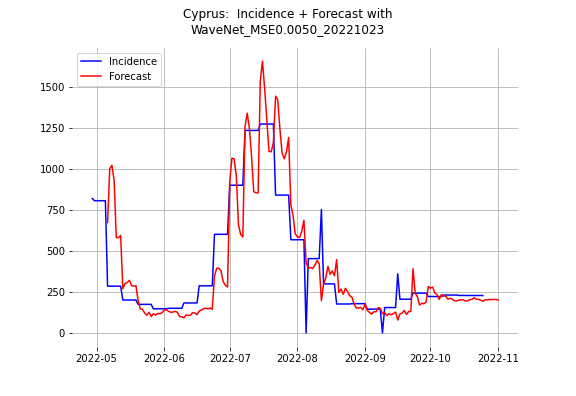 Cyprus:  Incidence + Forecast with
WaveNet_MSE0.0050_20221023
Incidence
Forecast
1500
1250
1000
750
500
250
0
2022-05 2022-06 2022-07 2022-08 2022-09 2022-10 2022-11